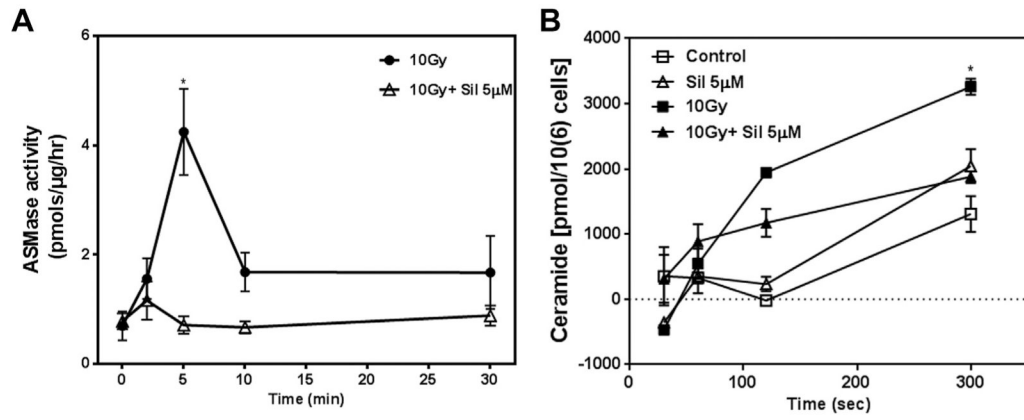 A
ASMase activity
(pmols/µg/hr)
6
4
2
0
*
10Gy
10Gy+ Sil 5µM
0
5
10
15
20
25
30
Time (min)
B
Ceramide [pmol/10(6) cells]
4000
3000
2000
1000
0
-1000
Control
Sil 5µM
10Gy
10Gy+ Sil 5µM
*
0
100
200
300
Time (sec)